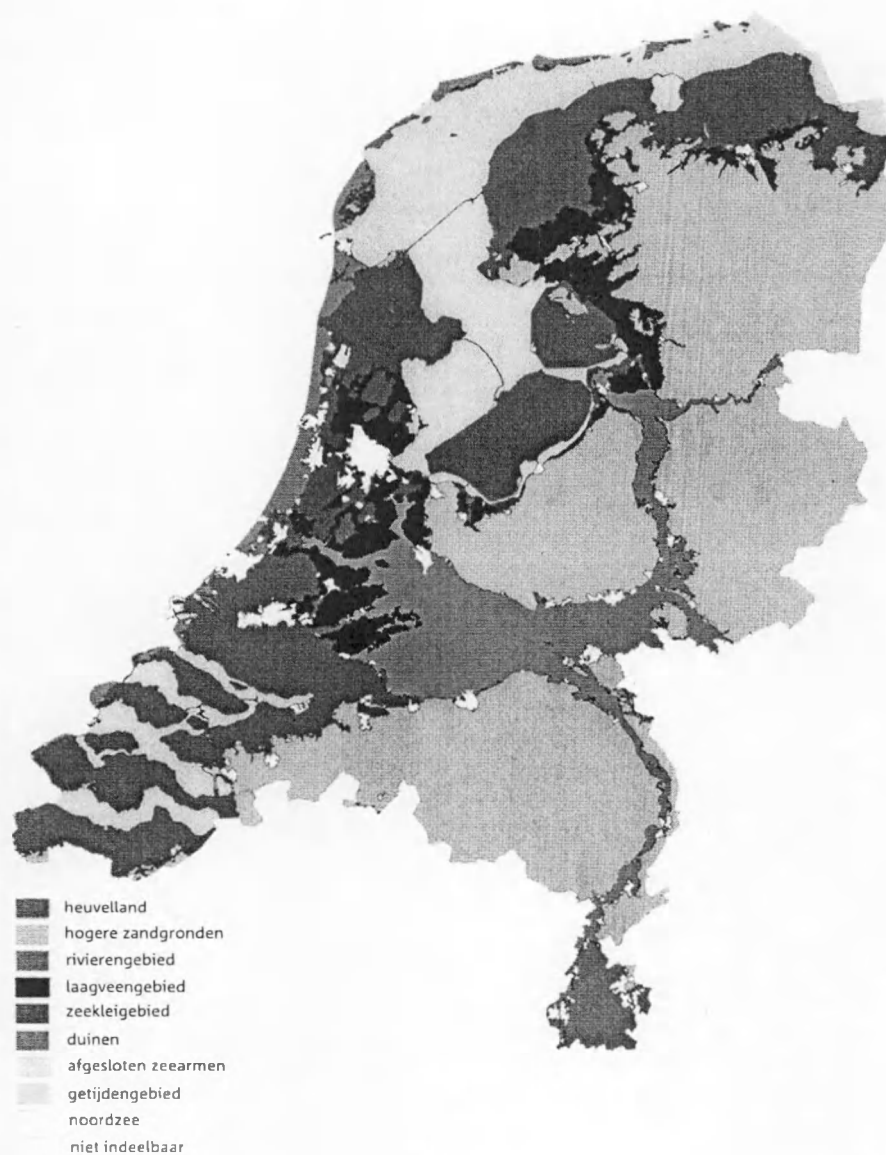 heuvelland
hogere zandgronden
rivierengebied
laagveengebied
zeekleigebied
duinen
afgesloten zeearmen
getijdengebied
noordzee
niet indeelbaar